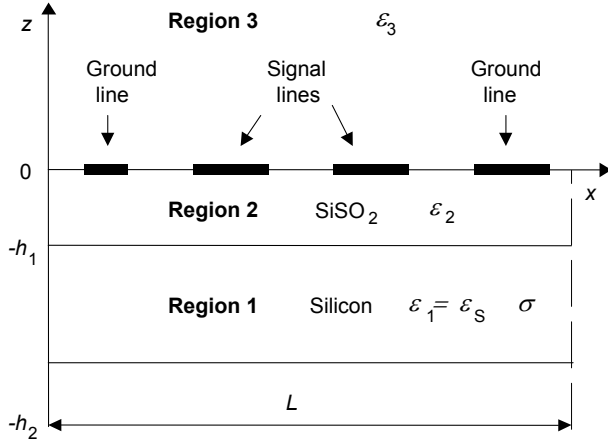 z
Region 3 ε3
Ground line
Signal lines
Ground line
0
x
Region 2 SiSO2 ε2
-h1
Region 1 Silicon ε1= εS σ
L
-h2